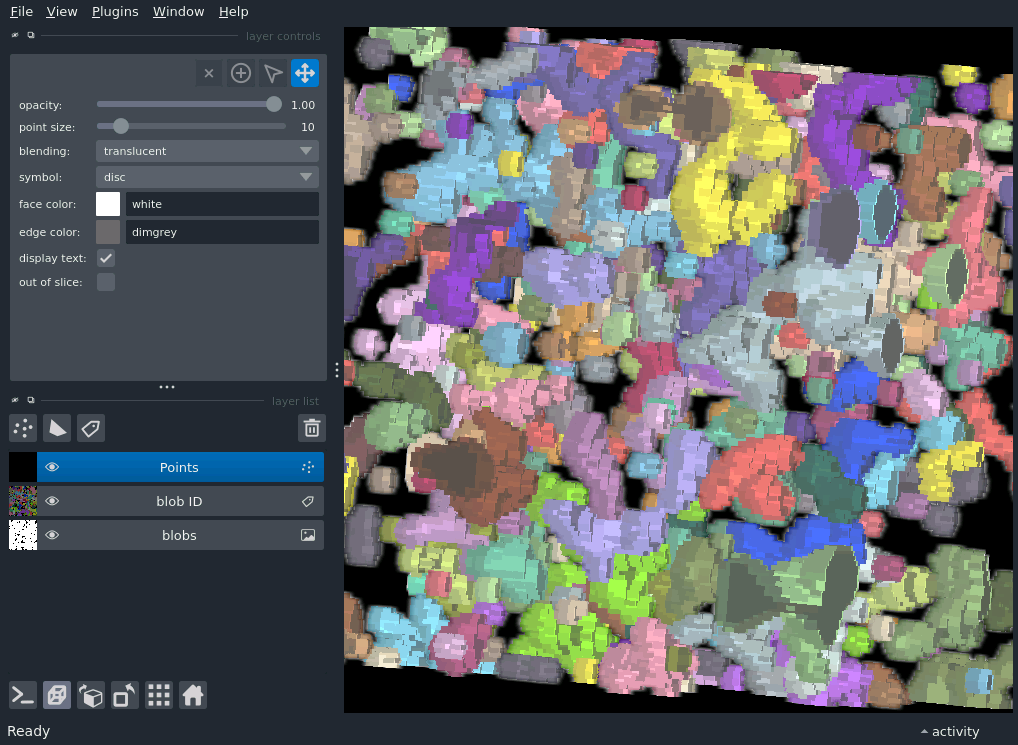 File View Plugins Window Help
layer controls
opacity: 1.00
point size: 10
blending: translucent
symbol: disc
face color: white
edge color: dimgrey
display text:
out of slice:
layer list
Points
blob ID
blobs
Ready activity